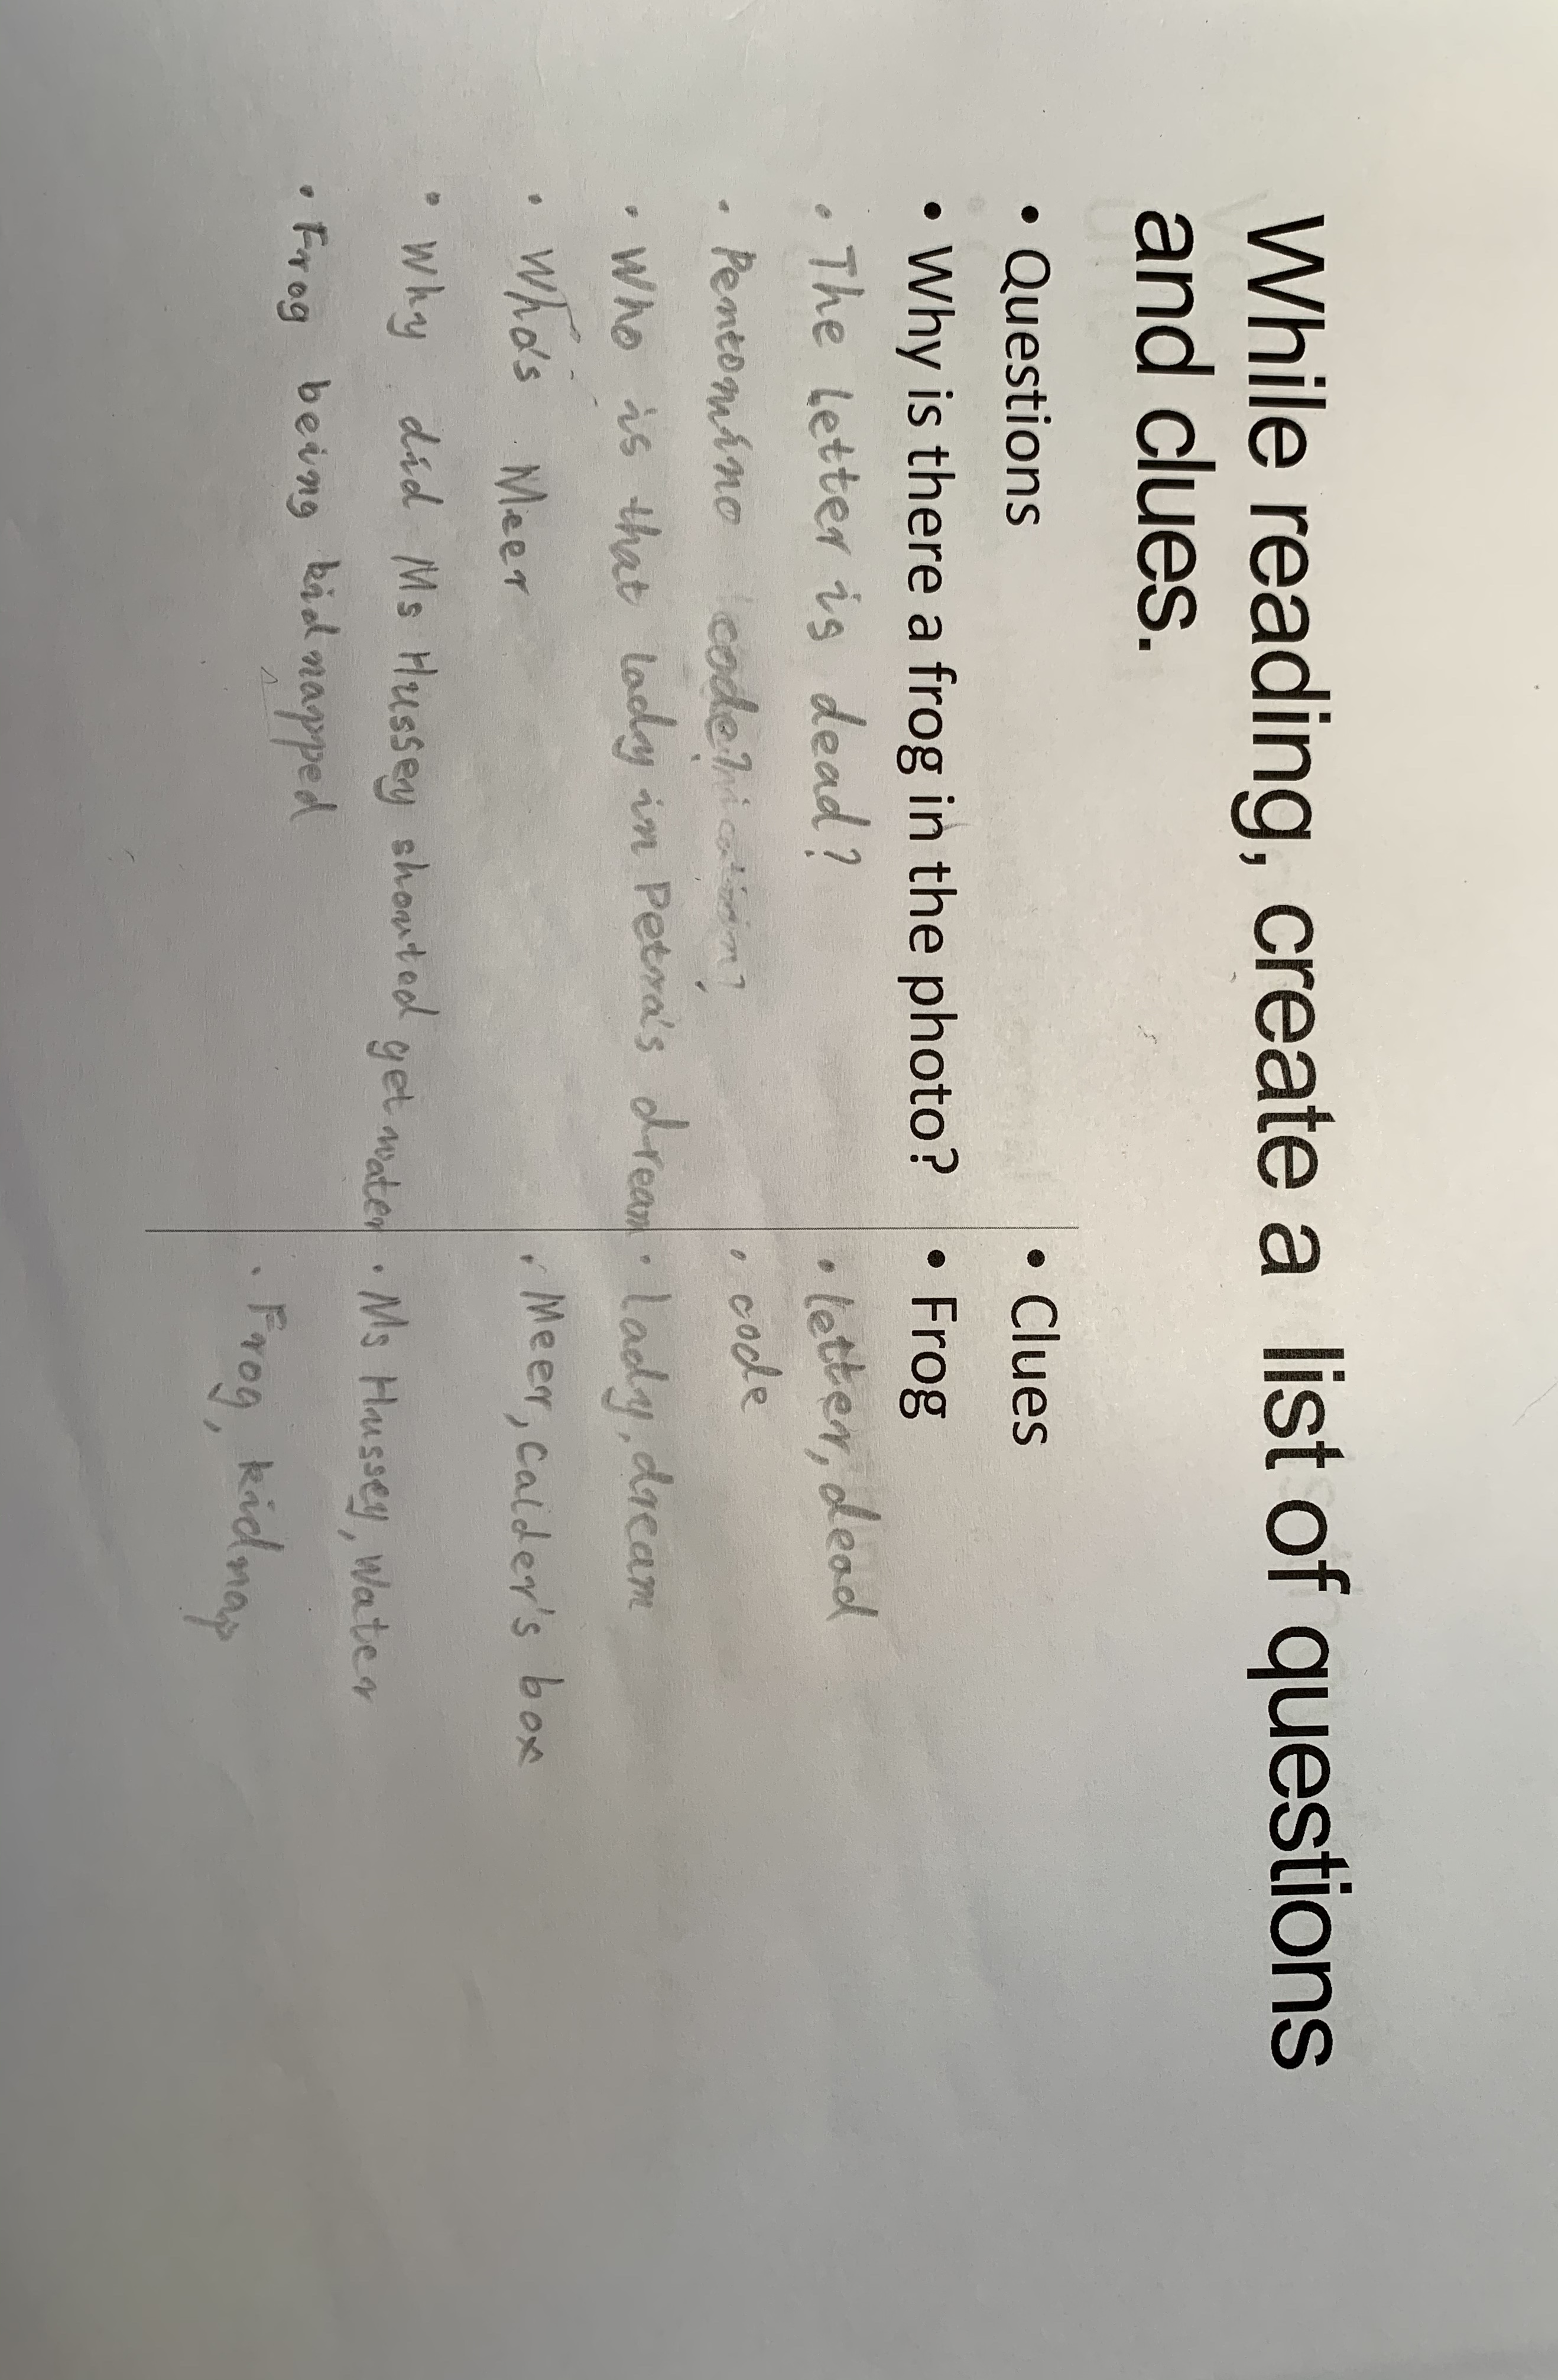 While reading, create a list of questions
and clues.
• Questions
• Why is there a frog in the photo?
• The letter is dead?
• Pentomino code?
• Who is that lady in Petra's dream
• Who's Meer
• Why did Ms Hussey shouted get water
• Frog being kidnapped
• Clues
• Frog
• letter, dead
• code
• Lady, dream
• Meer, Calder's box
• Ms Hussey, Water
• Frog, kidnap